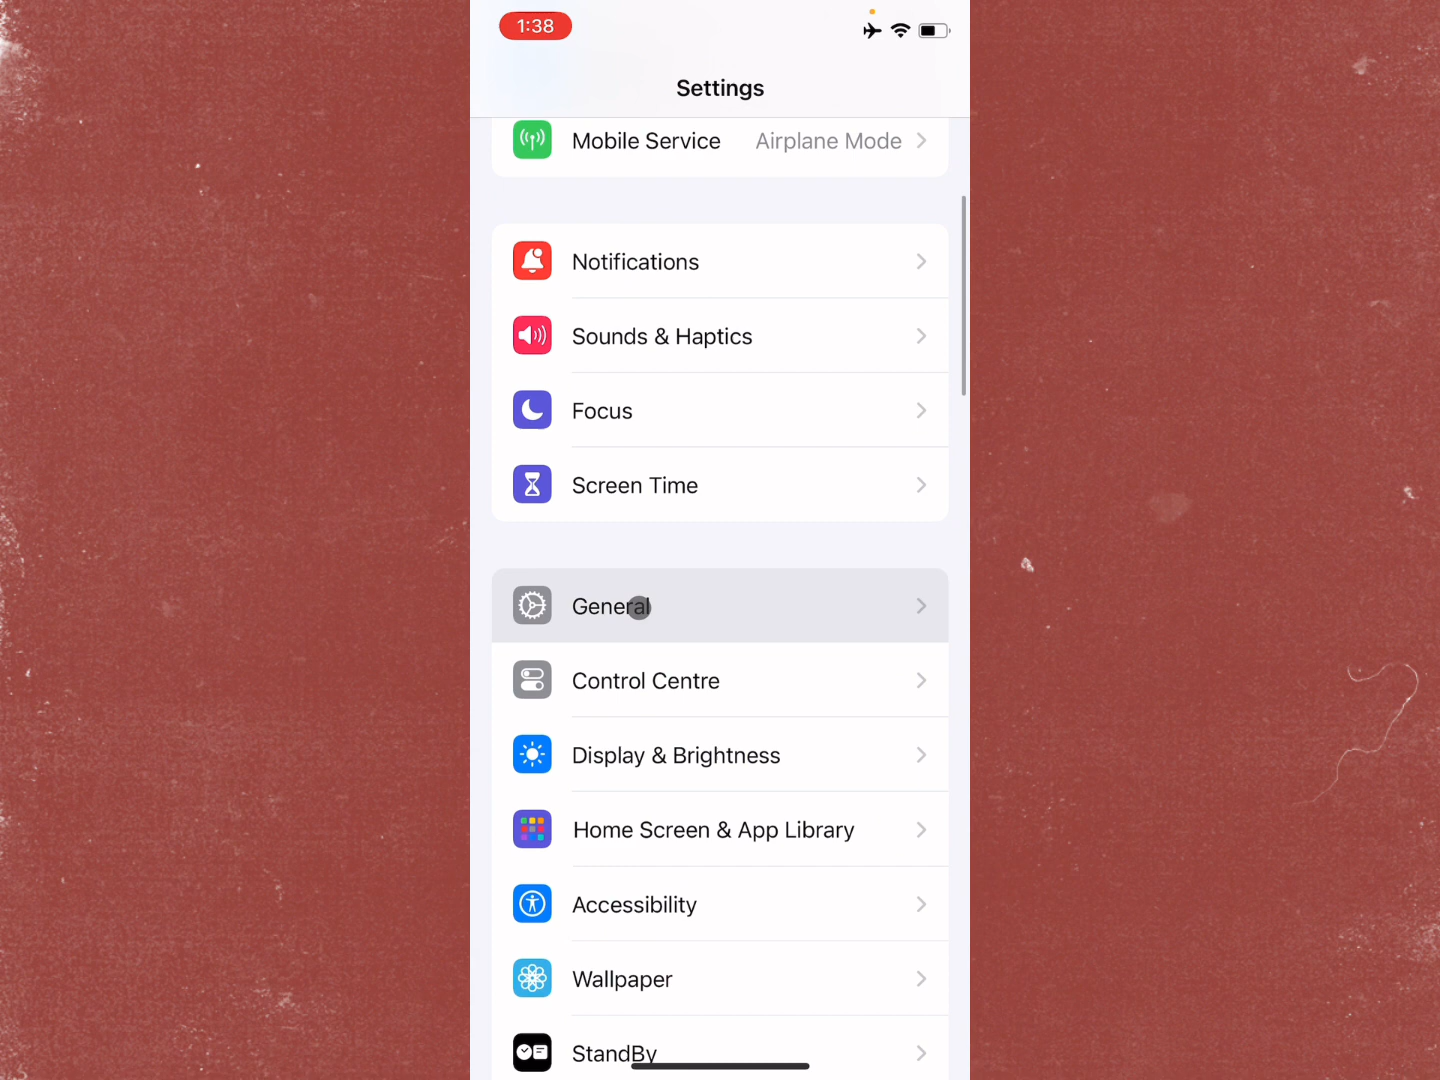 1:38
Settings
Mobile Service Airplane Mode
Notifications
Sounds & Haptics
Focus
Screen Time
General
Control Centre
Display & Brightness
Home Screen & App Library
Accessibility
Wallpaper
StandBy